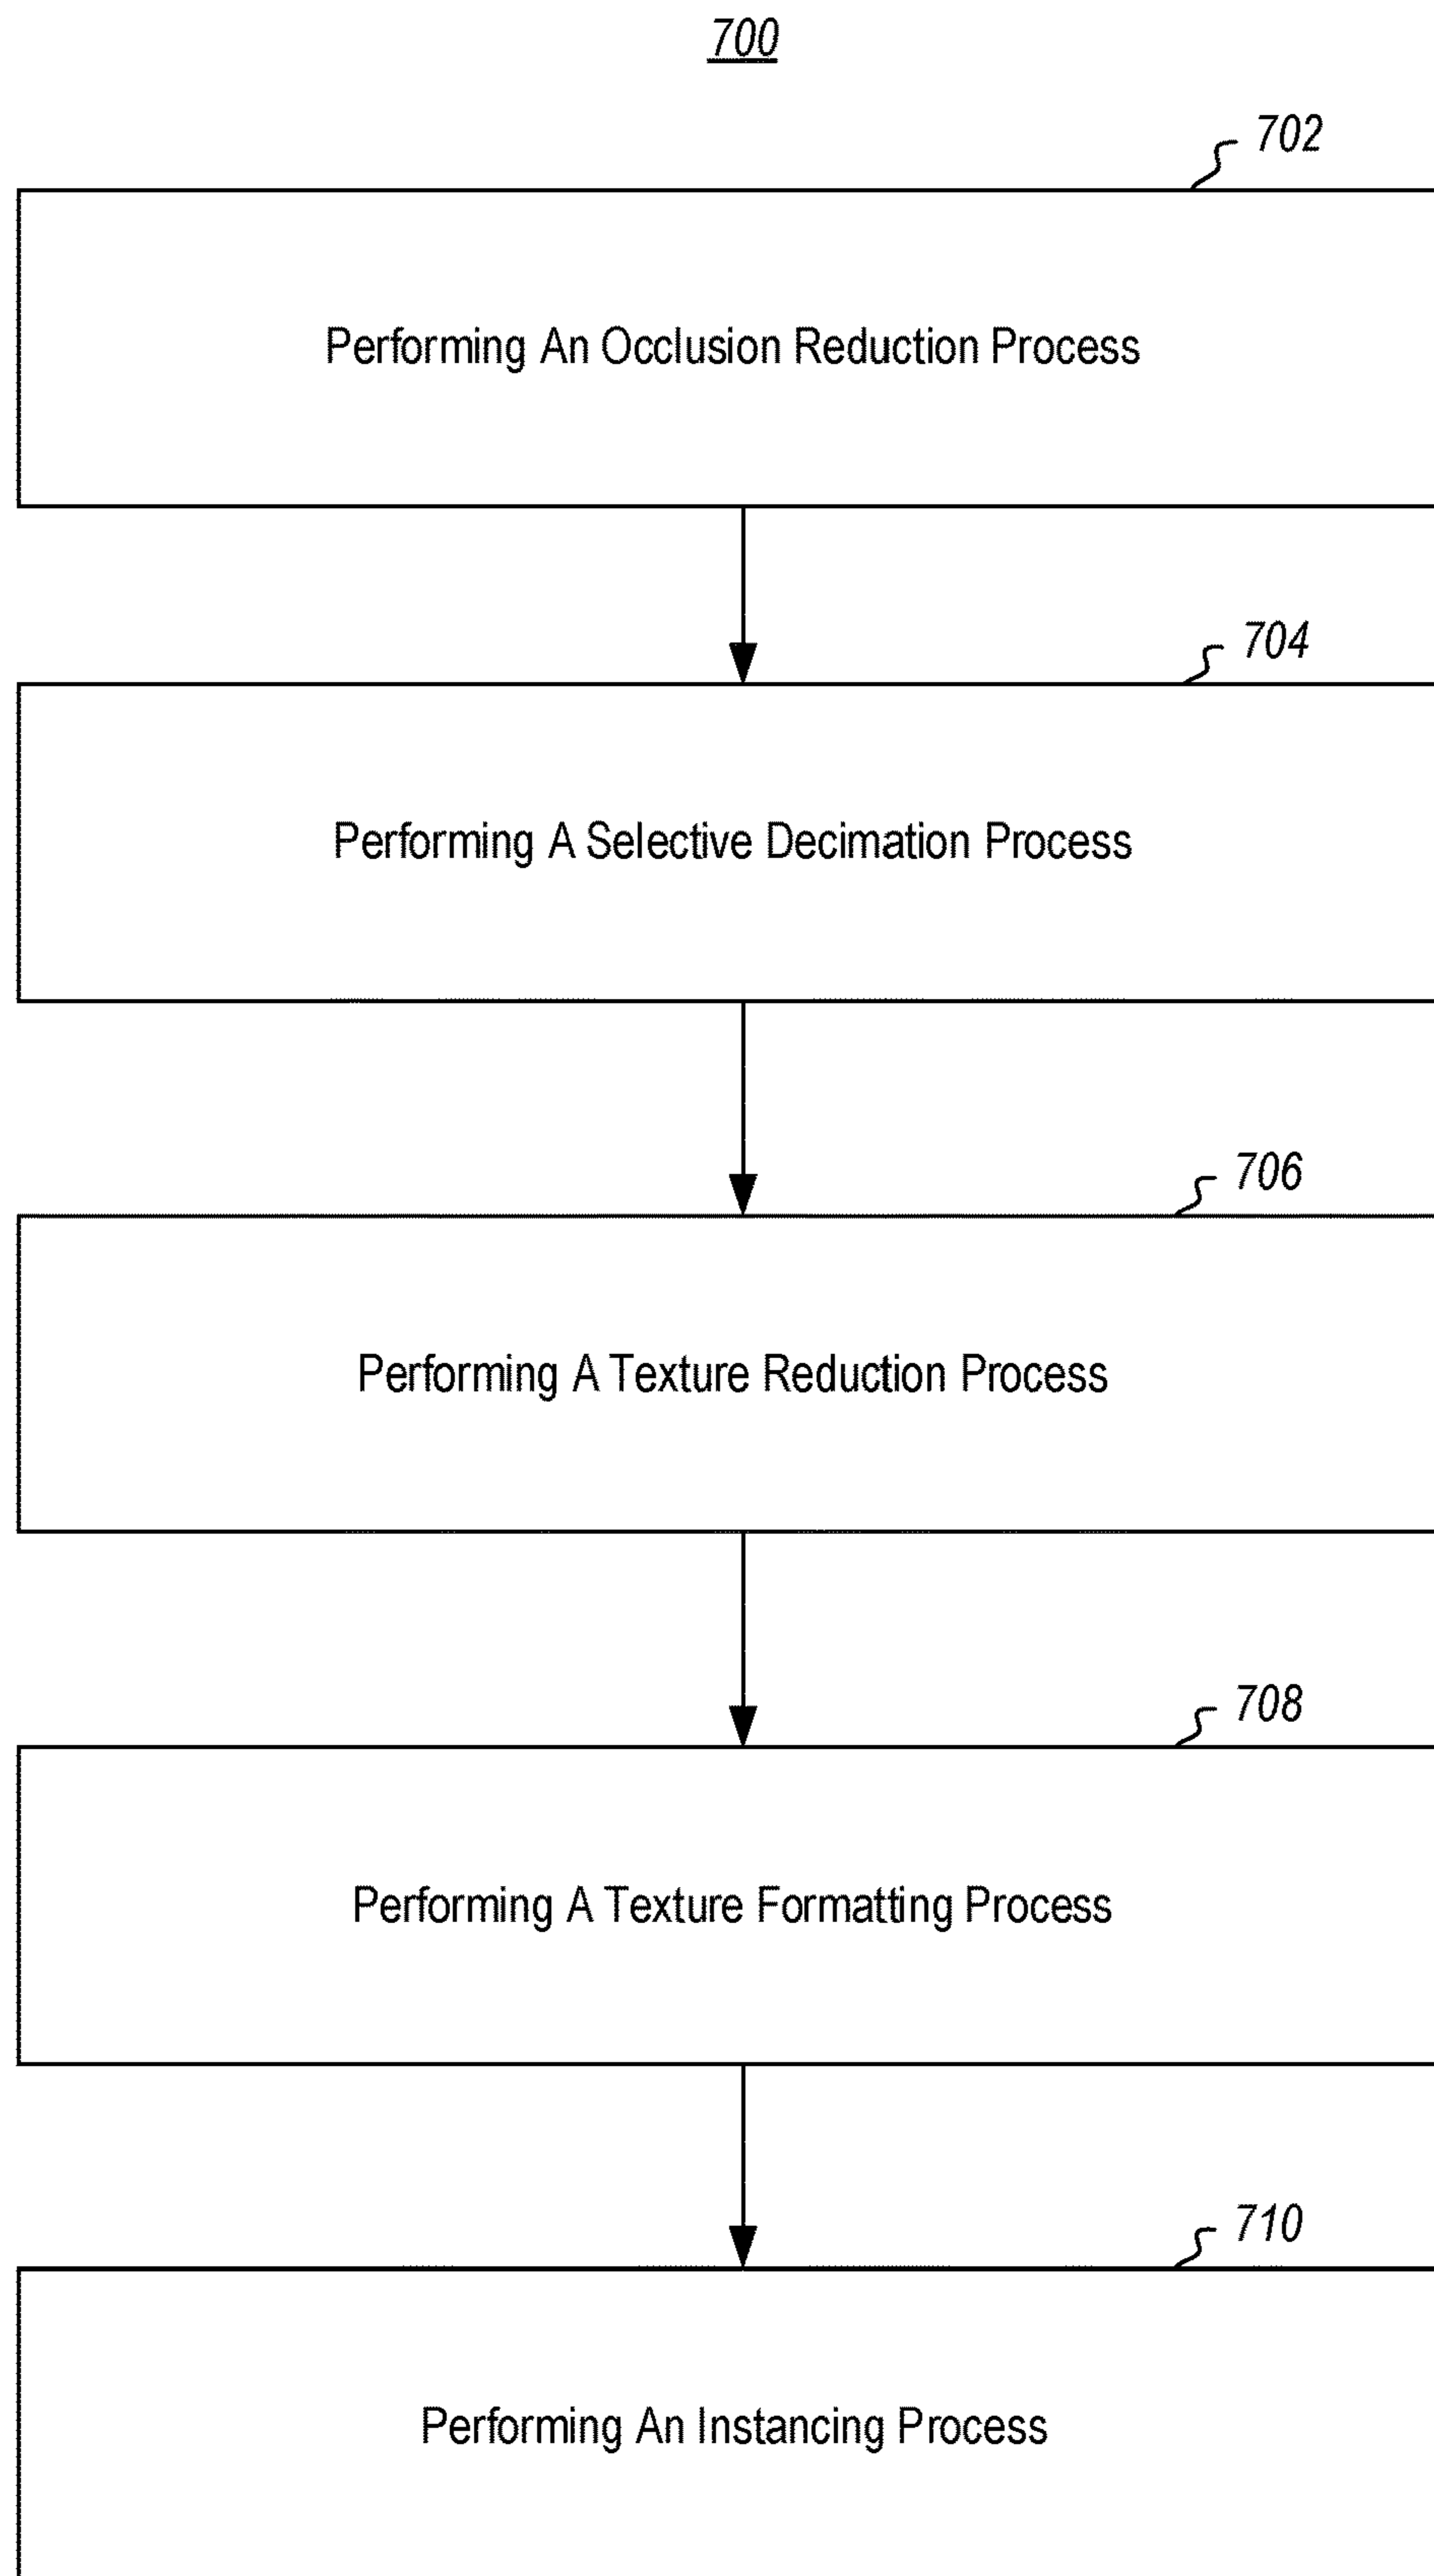 700
702
Performing An Occlusion Reduction Process
704
Performing A Selective Decimation Process
706
Performing A Texture Reduction Process
708
Performing A Texture Formatting Process
710
Performing An Instancing Process